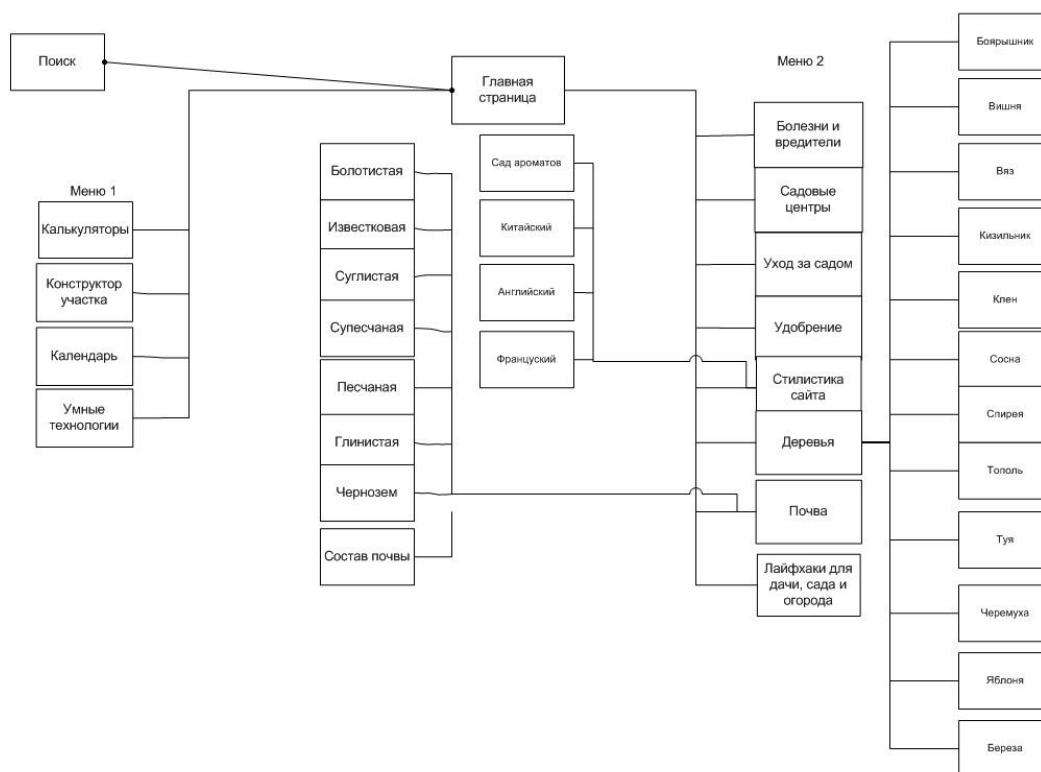 Поиск
Главная
страница
Меню 1
Калькуляторы
Конструктор
участка
Календарь
Умные
технологии
Болотистая
Известковая
Суглистая
Супесчаная
Песчаная
Глинистая
Чернозем
Состав почвы
Сад ароматов
Китайский
Английский
Француский
Меню 2
Болезни и
вредители
Садовые
центры
Уход за садом
Удобрение
Стилистика
сайта
Деревья
Почва
Лайфхаки для
дачи, сада и
огорода
Боярышник
Вишня
Вяз
Кизильник
Клен
Сосна
Спирея
Тополь
Туя
Черемуха
Яблоня
Береза